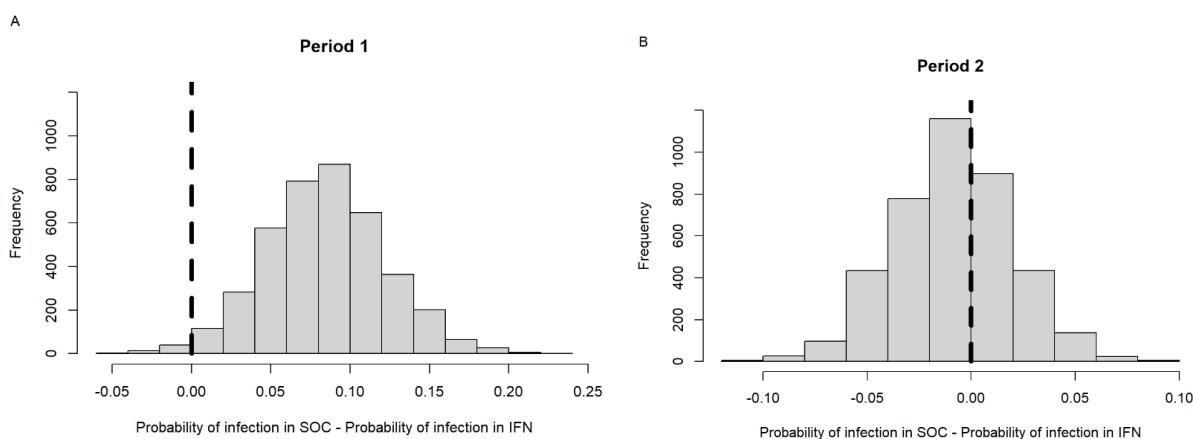 A
Period 1
Frequency
1000
800
600
400
200
0
-0.05 0.00 0.05 0.10 0.15 0.20 0.25
Probability of infection in SOC - Probability of infection in IFN
B
Period 2
Frequency
1000
800
600
400
200
0
-0.10 -0.05 0.00 0.05 0.10
Probability of infection in SOC - Probability of infection in IFN